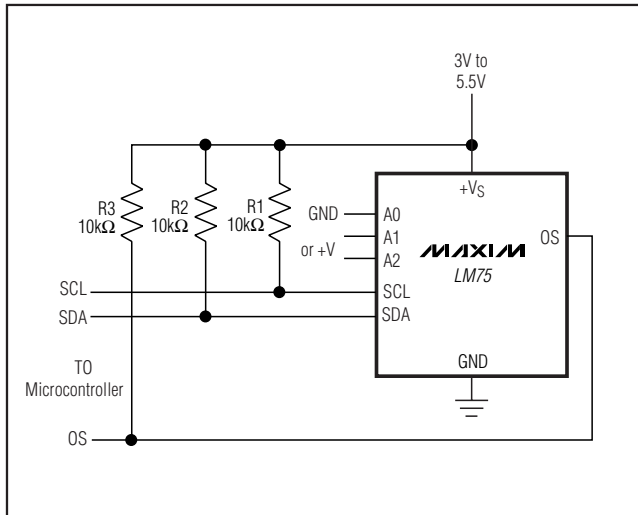 3V to
5.5V
+VS
R3
10kΩ
R2
10kΩ
R1
10kΩ
GND
or +V
A0
A1
A2
MAXIM
LM75
OS
SCL
SCL
SDA
SDA
GND
TO
Microcontroller
OS